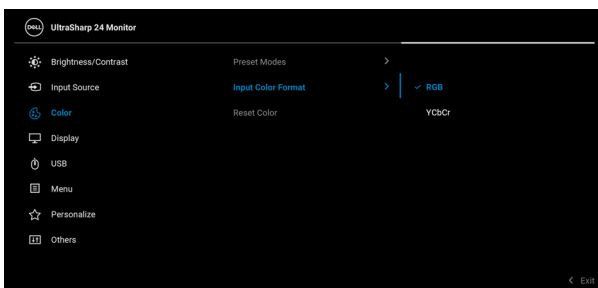 DELL UltraSharp 24 Monitor
Brightness/Contrast Preset Modes >
Input Source Input Color Format > ✓ RGB
Color Reset Color YCbCr
Display
USB
Menu
Personalize
Others
< Exit